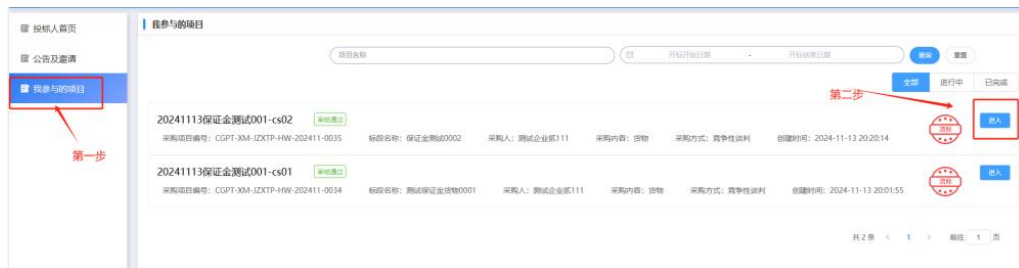 投标人首页
我参与的项目
公告及邀请
项目名称 开标开始日期 - 开标结束日期 查询 重置
我参与的项目
全部 进行中 已完成
第二步
20241113保证金测试001-cs02 审核通过
流标 进入
采购项目编号：CGPT-XM-JZXTP-HW-202411-0035 标段名称：保证金测试0002 采购人：测试企业贰111 采购内容：货物 采购方式：竞争性谈判 创建时间：2024-11-13 20:20:14
第一步
20241113保证金测试001-cs01 审核通过
流标 进入
采购项目编号：CGPT-XM-JZXTP-HW-202411-0034 标段名称：测试保证金货物0001 采购人：测试企业贰111 采购内容：货物 采购方式：竞争性谈判 创建时间：2024-11-13 20:01:55
共 2 条 < 1 > 前往 1 页